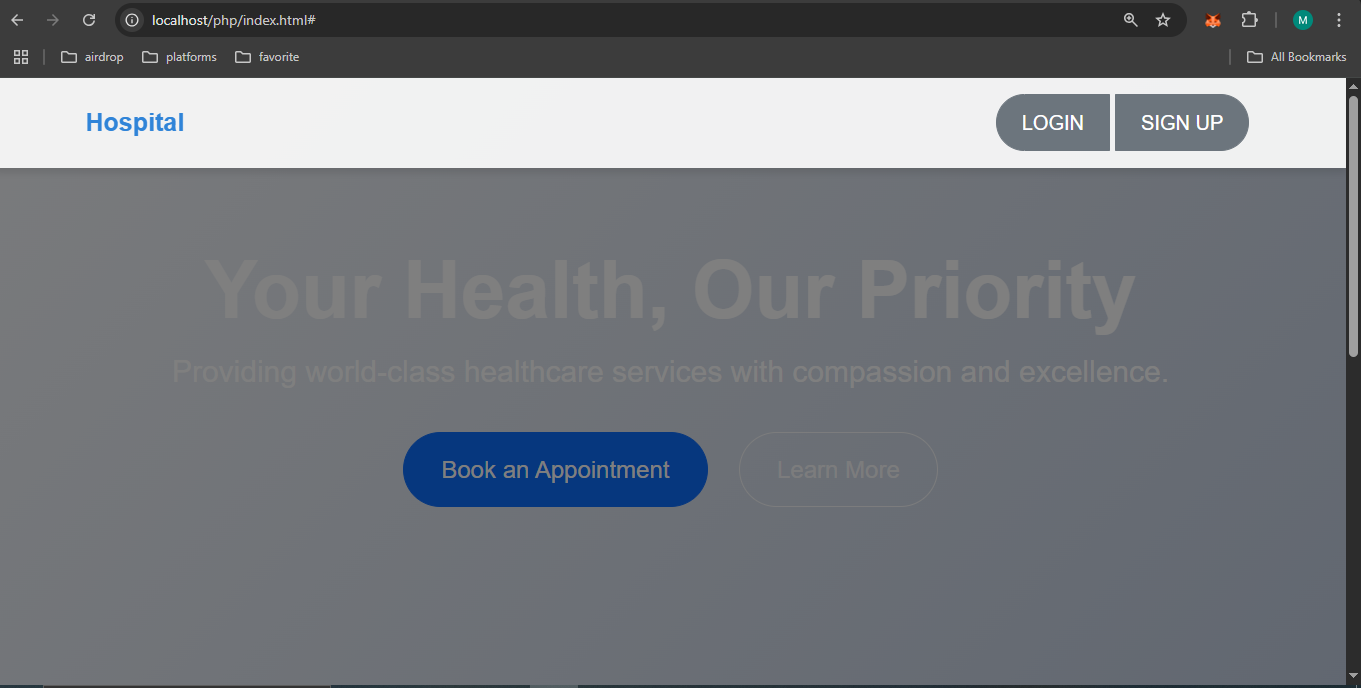 localhost/php/index.html#
M
airdrop platforms favorite All Bookmarks
Hospital LOGIN SIGN UP
Your Health, Our Priority
Providing world-class healthcare services with compassion and excellence.
Book an Appointment Learn More